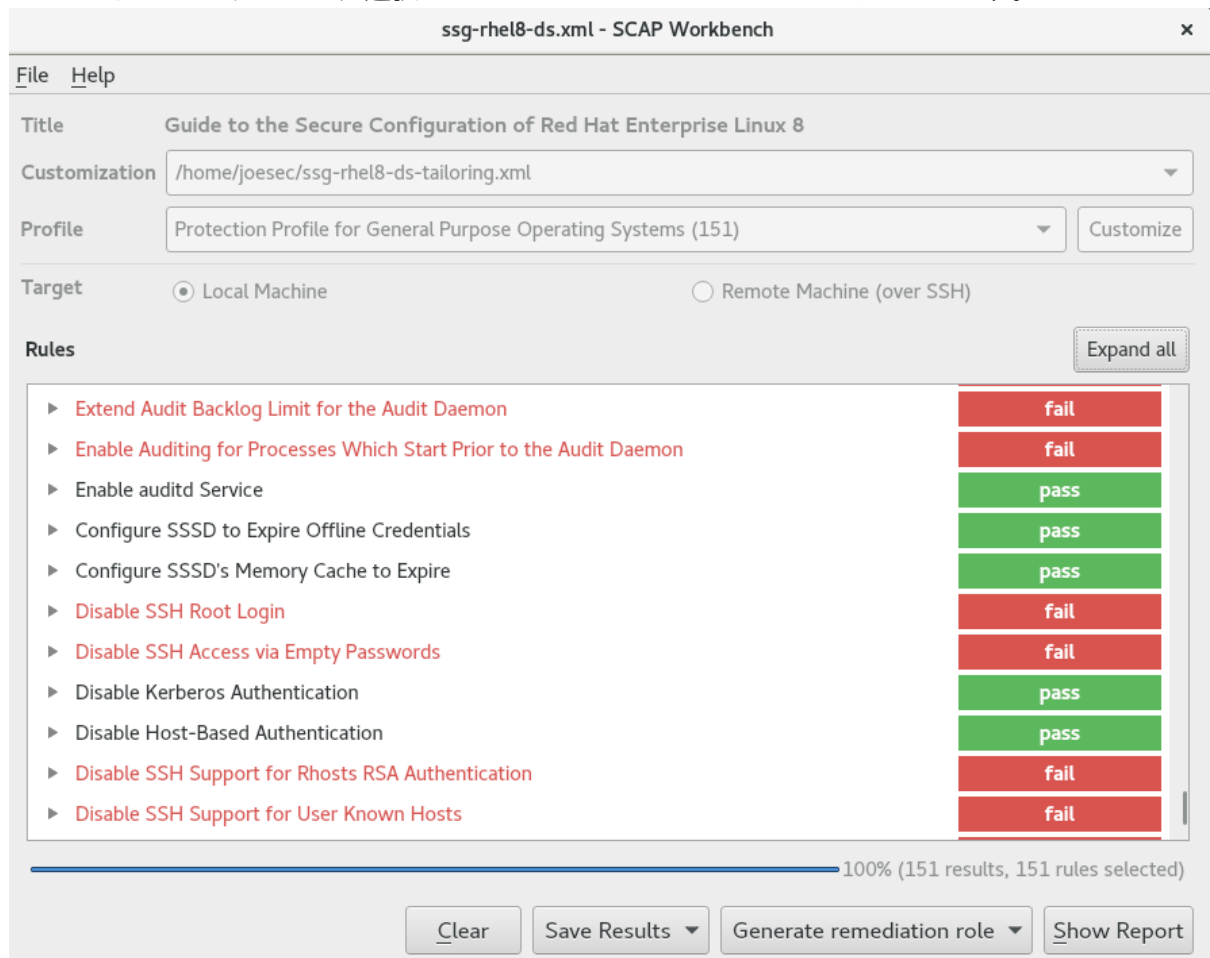 ssg-rhel8-ds.xml - SCAP Workbench ×
File Help
Title Guide to the Secure Configuration of Red Hat Enterprise Linux 8
Customization /home/joesec/ssg-rhel8-ds-tailoring.xml
Profile Protection Profile for General Purpose Operating Systems (151) Customize
Target Local Machine Remote Machine (over SSH)
Rules Expand all
Extend Audit Backlog Limit for the Audit Daemon fail
Enable Auditing for Processes Which Start Prior to the Audit Daemon fail
Enable auditd Service pass
Configure SSSD to Expire Offline Credentials pass
Configure SSSD's Memory Cache to Expire pass
Disable SSH Root Login fail
Disable SSH Access via Empty Passwords fail
Disable Kerberos Authentication pass
Disable Host-Based Authentication pass
Disable SSH Support for Rhosts RSA Authentication fail
Disable SSH Support for User Known Hosts fail
100% (151 results, 151 rules selected)
Clear Save Results Generate remediation role Show Report